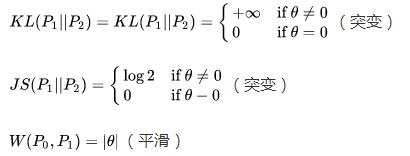 KL(P₁||P₂) = KL(P₁||P₂) = { +∞ if θ ≠ 0
0 if θ = 0 （突变）
JS(P₁||P₂) = { log 2 if θ ≠ 0
0 if θ − 0 （突变）
W(P₀, P₁) = |θ| （平滑）